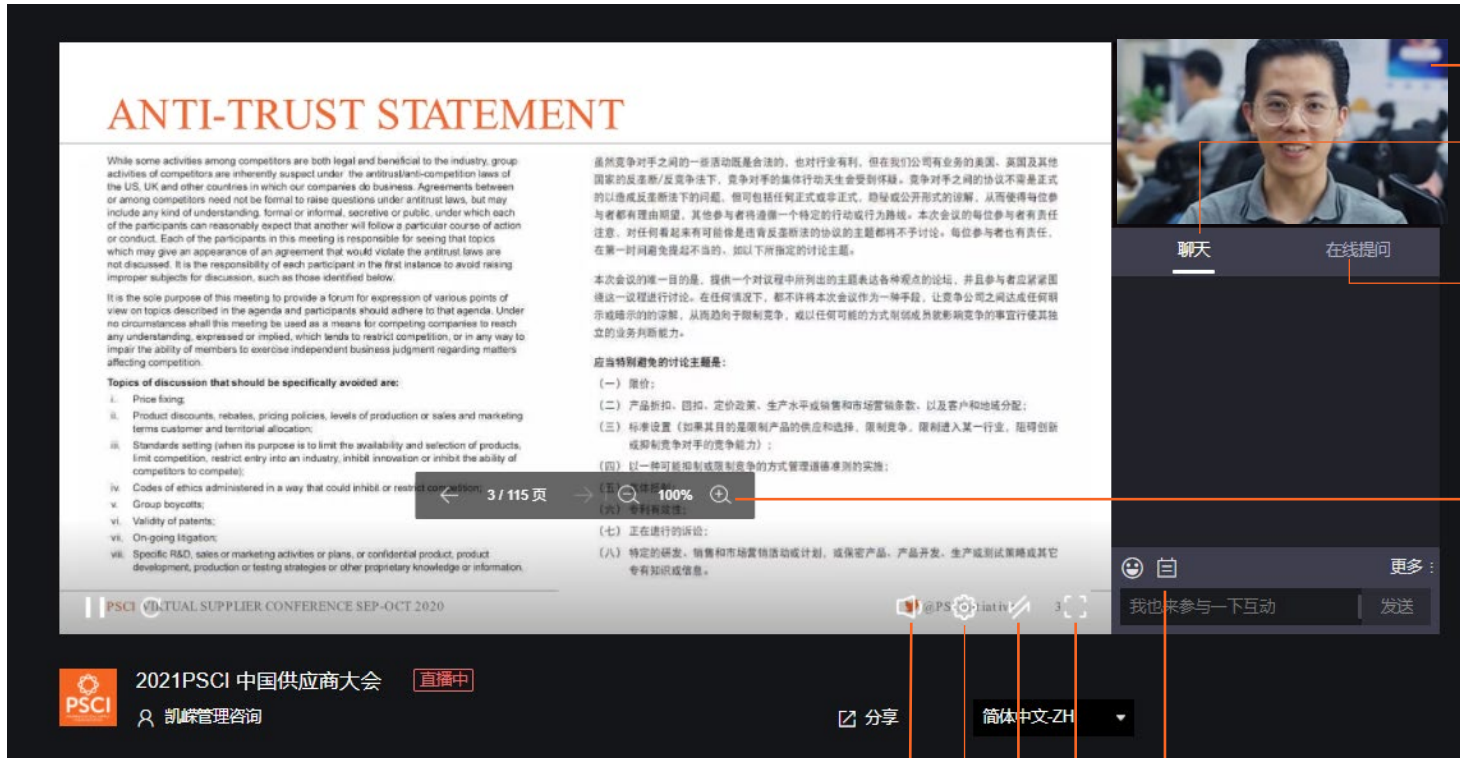 ANTI-TRUST STATEMENT
While some activities among competitors are both legal and beneficial to the industry, group
activities of competitors are inherently suspect under the antitrust/anti-competition laws of
the US, UK and other countries in which our companies do business. Agreements between
or among competitors need not be formal to raise questions under antitrust laws, but may
include any kind of understanding, formal or informal, secretive or public, under which each
of the participants can reasonably expect that another will follow a particular course of action
or conduct. Each of the participants in this meeting is responsible for seeing that topics
which may give an appearance of an agreement that would violate the antitrust laws are
not discussed. It is the responsibility of each participant in the first instance to avoid raising
improper subjects for discussion, such as those identified below.
It is the sole purpose of this meeting to provide a forum for expression of various points of
view on topics described in the agenda and participants should adhere to that agenda. Under
no circumstances shall this meeting be used as a means for competing companies to reach
any understanding, expressed or implied, which tends to restrict competition, or in any way to
impair the ability of members to exercise independent business judgment regarding matters
affecting competition.
Topics of discussion that should be specifically avoided are:
i. Price fixing;
ii. Product discounts, rebates, pricing policies, levels of production or sales and marketing
terms customer and territorial allocation;
iii. Standards setting (when its purpose is to limit the availability and selection of products,
limit competition, restrict entry into an industry, inhibit innovation or inhibit the ability of
competitors to compete);
iv. Codes of ethics administered in a way that could inhibit or restrict competition;
v. Group boycotts;
vi. Validity of patents;
vii. On-going litigation;
viii. Specific R&D, sales or marketing activities or plans, or confidential product, product
development, production or testing strategies or other proprietary knowledge or information.
虽然竞争对手之间的一些活动既是合法的，也对行业有利，但在我们公司有业务的美国、英国及其他
国家的反垄断/反竞争法下，竞争对手的集体行动天生会受到怀疑。竞争对手之间的协议不需是正式
的以造成反垄断法下的问题，但可包括任何正式或非正式、隐秘或公开形式的谅解，从而使得每位参
与者都有理由期望，其他参与者将遵循一个特定的行动或行为路线。本次会议的每位参与者有责任
注意，对任何看起来有可能像是违背反垄断法的协议的主题都将不予讨论。每位参与者也有责任，
在第一时间避免提起不当的、如以下所指定的讨论主题。
本次会议的唯一目的是，提供一个对议程中所列出的主题表达各种观点的论坛，并且参与者应紧紧围
绕这一议程进行讨论。在任何情况下，都不许将本次会议作为一种手段，让竞争公司之间达成任何明
示或暗示的的谅解，从而趋向于限制竞争，或以任何可能的方式削弱成员就影响竞争的事宜行使其独
立的业务判断能力。
应当特别避免的讨论主题是：
（一） 限价；
（二） 产品折扣、回扣、定价政策、生产水平或销售和市场营销条款、以及客户和地域分配；
（三） 标准设置（如果其目的是限制产品的供应和选择，限制竞争，限制进入某一行业，阻碍创新
或抑制竞争对手的竞争能力）；
（四） 以一种可能抑制或限制竞争的方式管理道德准则的实施；
（五）
（六） 专利有效性；
（七） 正在进行的诉讼；
（八） 特定的研发、销售和市场营销活动或计划，或保密产品、产品开发、生产或测试策略或其它
专有知识或信息。
3 / 115 页
100%
PSCI VIRTUAL SUPPLIER CONFERENCE SEP-OCT 2020
3
聊天
在线提问
更多
我也来参与一下互动
发送
PSCI
2021PSCI 中国供应商大会
直播中
凯嵘管理咨询
分享
简体中文-ZH